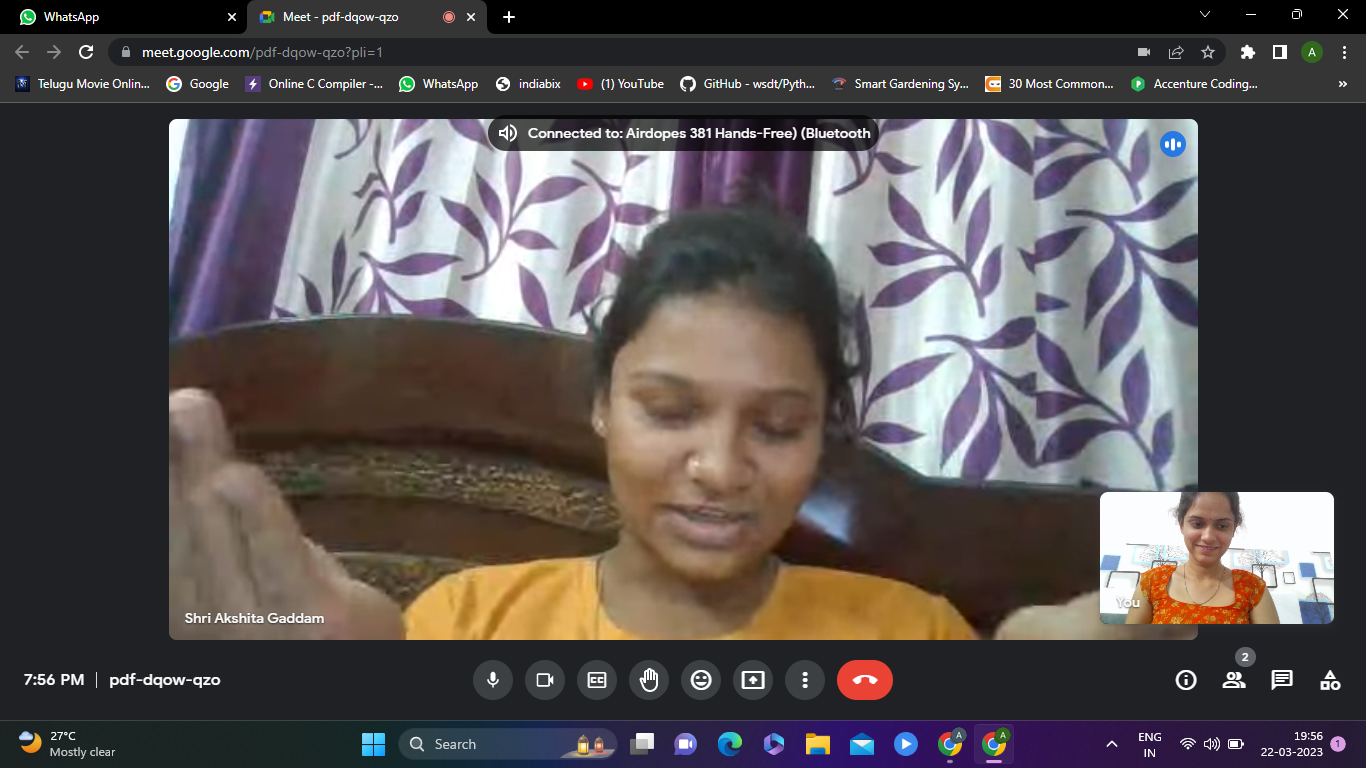 WhatsApp
Meet - pdf-dqow-qzo
meet.google.com/pdf-dqow-qzo?pli=1
A
Telugu Movie Onlin...
Google
Online C Compiler -...
WhatsApp
indiabix
(1) YouTube
GitHub - wsdt/Pyth...
Smart Gardening Sy...
30 Most Common...
Accenture Coding...
»
Connected to: Airdopes 381 Hands-Free) (Bluetooth
Shri Akshita Gaddam
You
7:56 PM | pdf-dqow-qzo
2
27°C
Mostly clear
Search
A
A
ENG
IN
19:56
22-03-2023
1